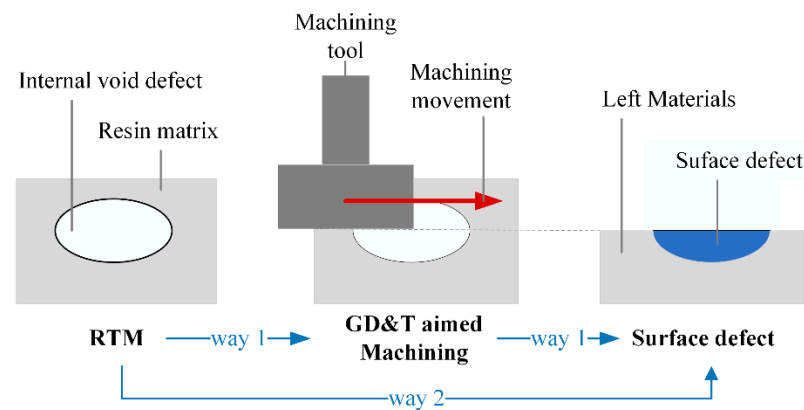 Machining
tool
Internal void defect
Machining
movement
Left Materials
Resin matrix
Suface defect
RTM
way 1
GD&T aimed
Machining
way 1
Surface defect
way 2